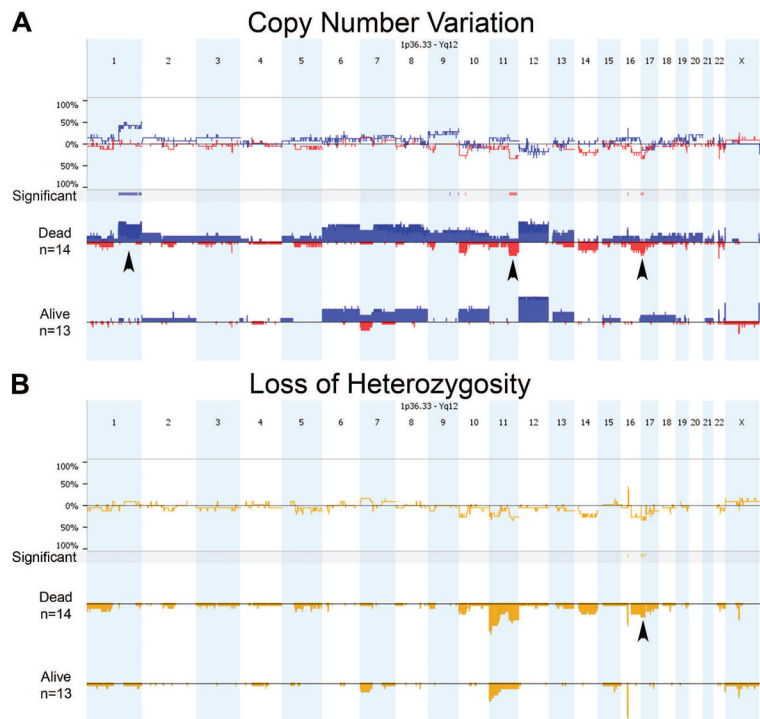 A
Copy Number Variation
1p36.33 - Yq12
1 2 3 4 5 6 7 8 9 10 11 12 13 14 15 16 17 18 19 20 21 22 X
100%
50%
0%
50%
100%
Significant
Dead
n=14
Alive
n=13
B
Loss of Heterozygosity
1p36.33 - Yq12
1 2 3 4 5 6 7 8 9 10 11 12 13 14 15 16 17 18 19 20 21 22 X
100%
50%
0%
50%
100%
Significant
Dead
n=14
Alive
n=13